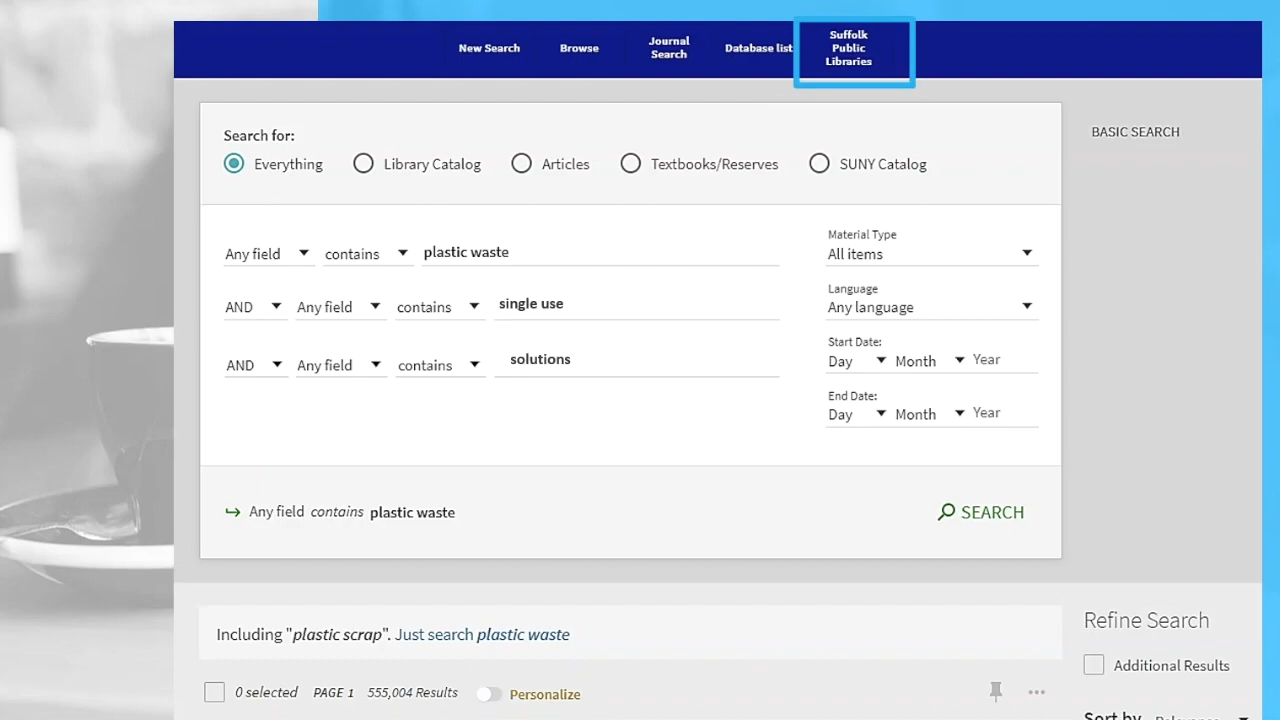 New Search Browse Journal Search Database list Suffolk Public Libraries
Search for:
BASIC SEARCH
Everything Library Catalog Articles Textbooks/Reserves SUNY Catalog
Any field contains plastic waste
AND Any field contains single use
AND Any field contains solutions
Material Type
All items
Language
Any language
Start Date:
Day Month Year
End Date:
Day Month Year
Any field contains plastic waste
SEARCH
Including "plastic scrap". Just search plastic waste
0 selected PAGE 1 555,004 Results Personalize
Refine Search
Additional Results
Sort by Relevance